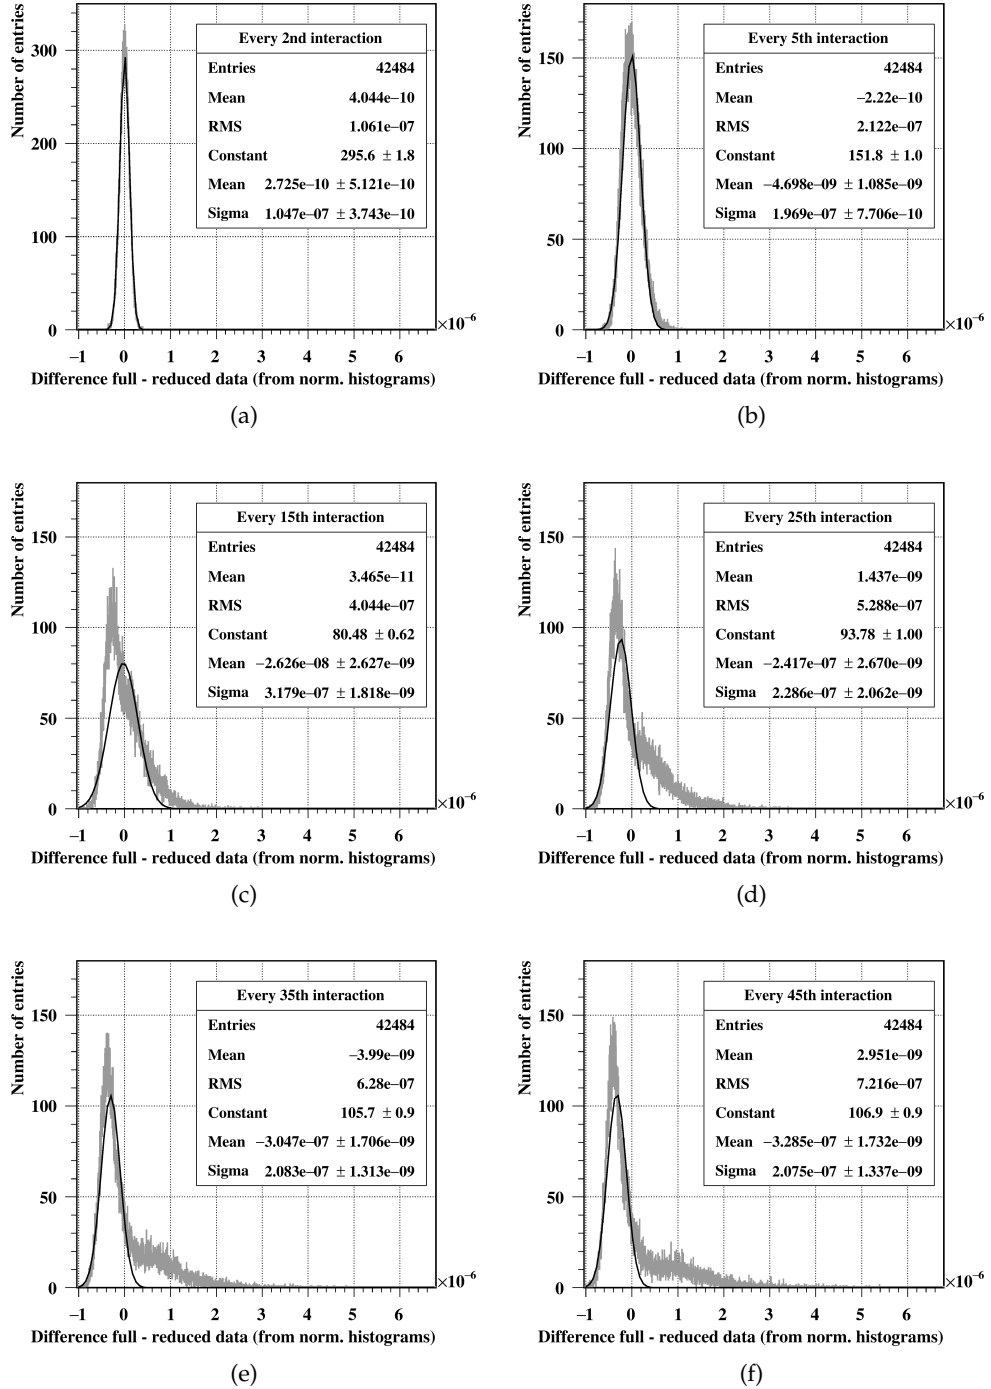 Number of entries
Every 2nd interaction
Entries 42484
Mean 4.044e−10
RMS 1.061e−07
Constant 295.6 ± 1.8
Mean 2.725e−10 ± 5.121e−10
Sigma 1.047e−07 ± 3.743e−10
300
200
100
0
−1 0 1 2 3 4 5 6
×10−6
Difference full - reduced data (from norm. histograms)
(a)
Number of entries
Every 5th interaction
Entries 42484
Mean −2.22e−10
RMS 2.122e−07
Constant 151.8 ± 1.0
Mean −4.698e−09 ± 1.085e−09
Sigma 1.969e−07 ± 7.706e−10
150
100
50
0
−1 0 1 2 3 4 5 6
×10−6
Difference full - reduced data (from norm. histograms)
(b)
Number of entries
Every 15th interaction
Entries 42484
Mean 3.465e−11
RMS 4.044e−07
Constant 80.48 ± 0.62
Mean −2.626e−08 ± 2.627e−09
Sigma 3.179e−07 ± 1.818e−09
150
100
50
0
−1 0 1 2 3 4 5 6
×10−6
Difference full - reduced data (from norm. histograms)
(c)
Number of entries
Every 25th interaction
Entries 42484
Mean 1.437e−09
RMS 5.288e−07
Constant 93.78 ± 1.00
Mean −2.417e−07 ± 2.670e−09
Sigma 2.286e−07 ± 2.062e−09
150
100
50
0
−1 0 1 2 3 4 5 6
×10−6
Difference full - reduced data (from norm. histograms)
(d)
Number of entries
Every 35th interaction
Entries 42484
Mean −3.99e−09
RMS 6.28e−07
Constant 105.7 ± 0.9
Mean −3.047e−07 ± 1.706e−09
Sigma 2.083e−07 ± 1.313e−09
150
100
50
0
−1 0 1 2 3 4 5 6
×10−6
Difference full - reduced data (from norm. histograms)
(e)
Number of entries
Every 45th interaction
Entries 42484
Mean 2.951e−09
RMS 7.216e−07
Constant 106.9 ± 0.9
Mean −3.285e−07 ± 1.732e−09
Sigma 2.075e−07 ± 1.337e−09
150
100
50
0
−1 0 1 2 3 4 5 6
×10−6
Difference full - reduced data (from norm. histograms)
(f)